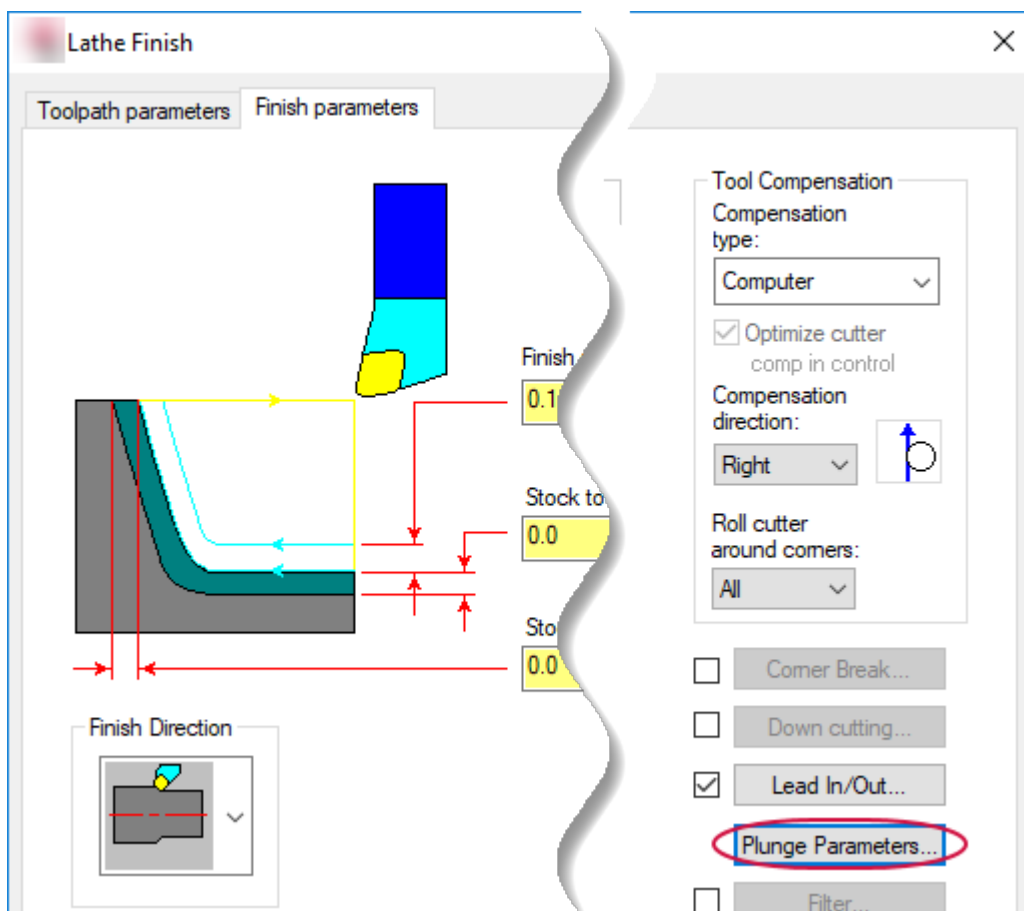 Lathe Finish
Toolpath parameters
Finish parameters
Finish
0.1
Stock to
0.0
0.0
Finish Direction
Tool Compensation
Compensation
type:
Computer
Optimize cutter
comp in control
Compensation
direction:
Right
Roll cutter
around corners:
All
Corner Break...
Down cutting...
Lead In/Out...
Plunge Parameters...
Filter...